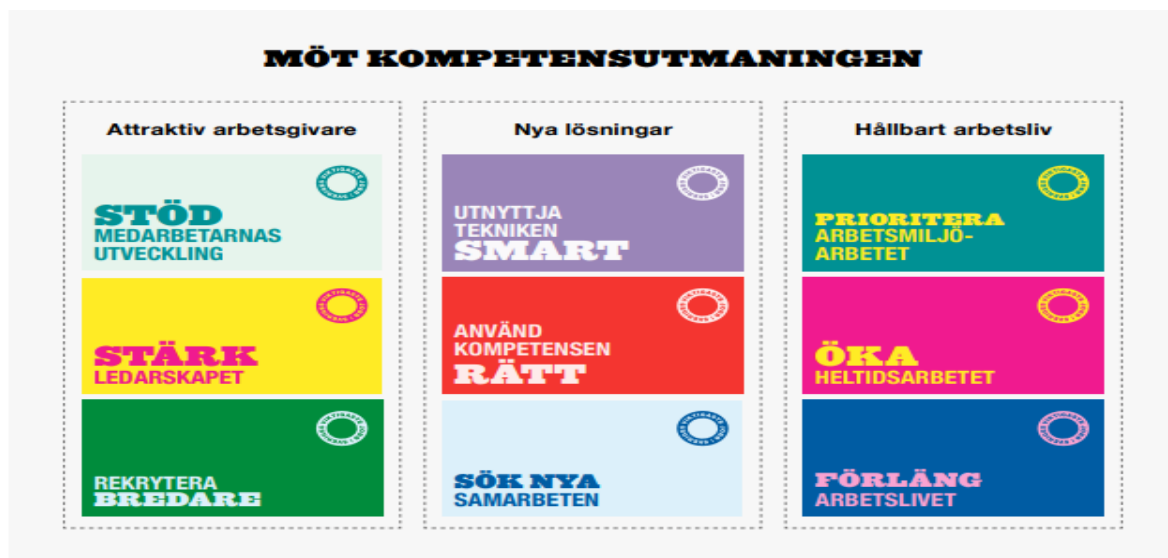 MÖT KOMPETENSUTMANINGEN
Attraktiv arbetsgivare
STÖD
MEDARBETARNAS
UTVECKLING
STÄRK
LEDARSKAPET
REKRYTERA
BREDARE
Nya lösningar
UTNYTTJA
TEKNIKEN
SMART
ANVÄND
KOMPETENSEN
RÄTT
SÖK NYA
SAMARBETEN
Hållbart arbetsliv
PRIORITERA
ARBETSMILJÖ-
ARBETET
ÖKA
HELTIDSARBETET
FÖRLÄNG
ARBETSLIVET